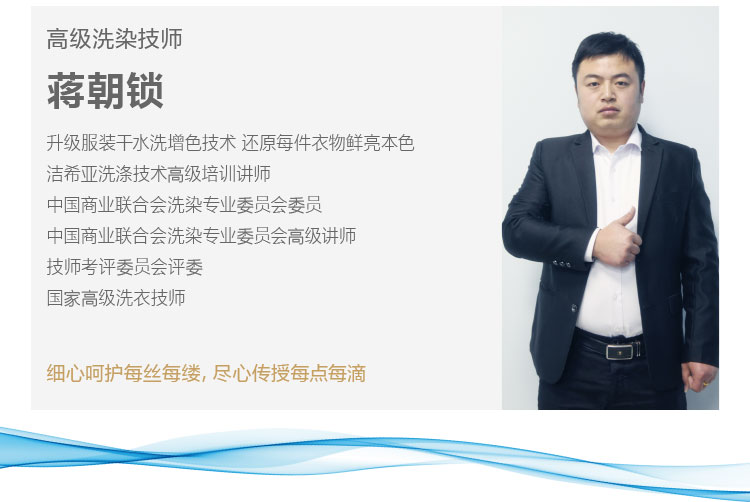 高级洗染技师
蒋朝锁
升级服装干水洗增色技术 还原每件衣物鲜亮本色
洁希亚洗涤技术高级培训讲师
中国商业联合会洗染专业委员会委员
中国商业联合会洗染专业委员会高级讲师
技师考评委员会评委
国家高级洗衣技师
细心呵护每丝每缕, 尽心传授每点每滴